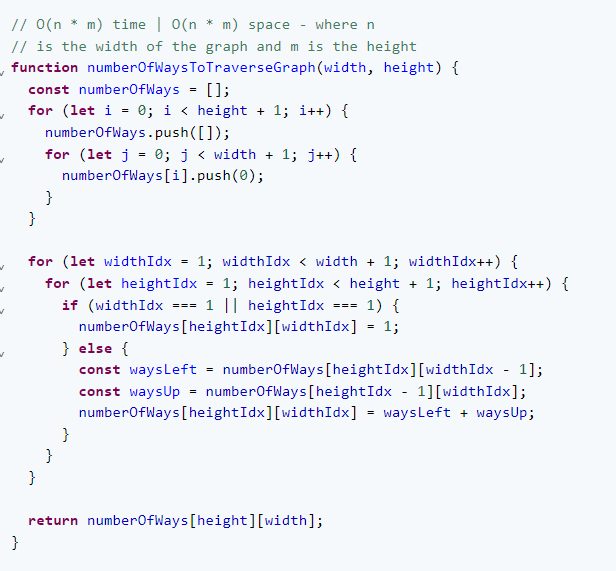 // O(n * m) time | O(n * m) space - where n
// is the width of the graph and m is the height
function numberOfWaysToTraverseGraph(width, height) {
  const numberOfWays = [];
  for (let i = 0; i < height + 1; i++) {
    numberOfWays.push([]);
    for (let j = 0; j < width + 1; j++) {
      numberOfWays[i].push(0);
    }
  }

  for (let widthIdx = 1; widthIdx < width + 1; widthIdx++) {
    for (let heightIdx = 1; heightIdx < height + 1; heightIdx++) {
      if (widthIdx === 1 || heightIdx === 1) {
        numberOfWays[heightIdx][widthIdx] = 1;
      } else {
        const waysLeft = numberOfWays[heightIdx][widthIdx - 1];
        const waysUp = numberOfWays[heightIdx - 1][widthIdx];
        numberOfWays[heightIdx][widthIdx] = waysLeft + waysUp;
      }
    }
  }

  return numberOfWays[height][width];
}